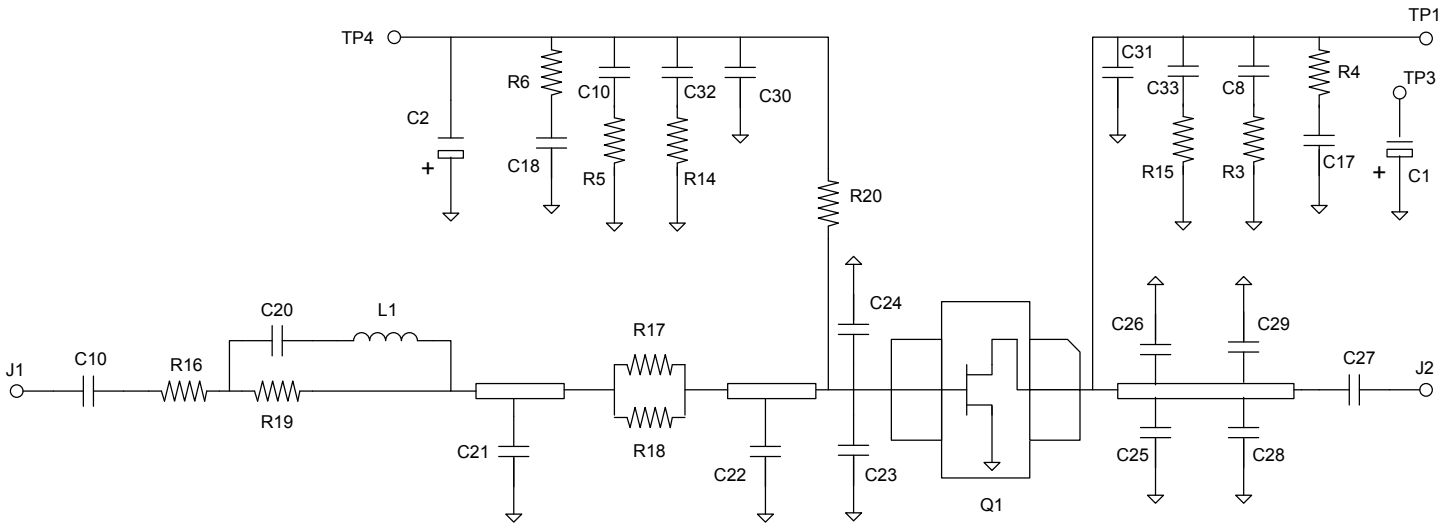 TP1
TP4
C31
R6
C10
C32
C30
C33
C8
R4
TP3
C2
+
C18
R5
R14
R15
R3
C17
+
C1
R20
C24
C26
C29
C20
L1
R17
J1
C10
R16
R19
C27
J2
C21
R18
C22
C23
C25
C28
Q1